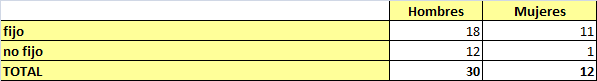 Hombres Mujeres
fijo 18 11
no fijo 12 1
TOTAL 30 12